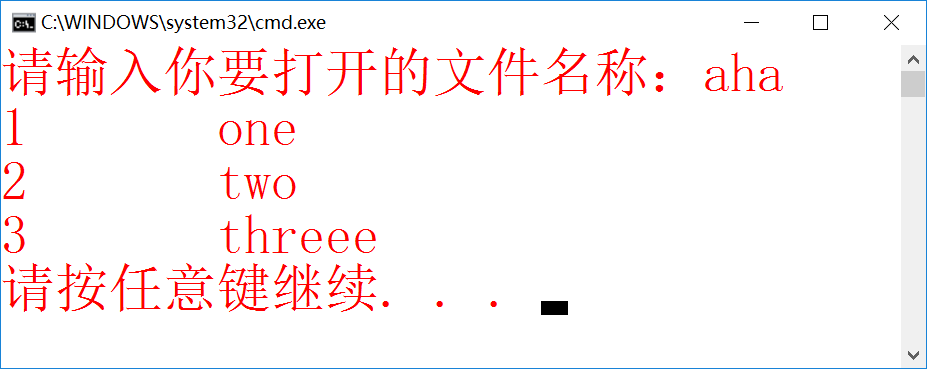 C:\WINDOWS\system32\cmd.exe
请输入你要打开的文件名称：aha
1 one
2 two
3 threee
请按任意键继续. . .